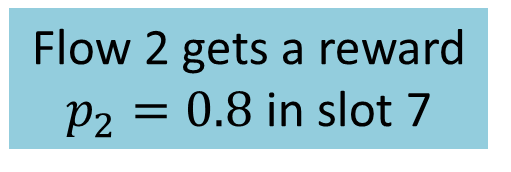 Flow 2 gets a reward
p₂ = 0.8 in slot 7